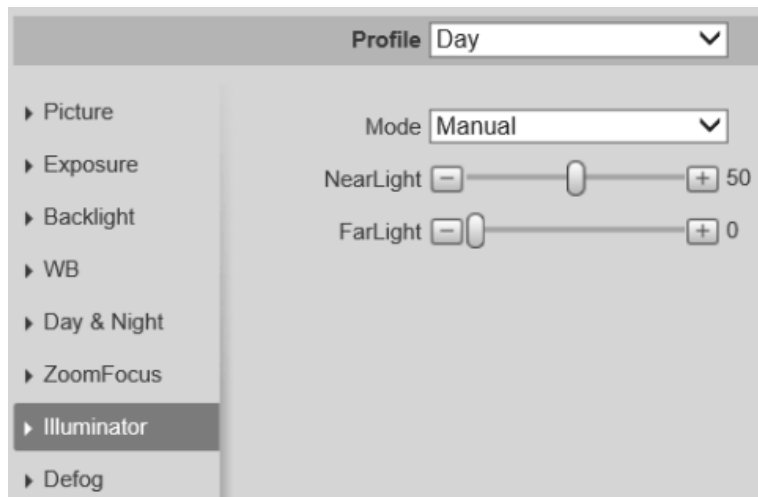 Profile Day
Picture
Exposure
Backlight
WB
Day & Night
ZoomFocus
Illuminator
Defog
Mode Manual
NearLight 50
FarLight 0